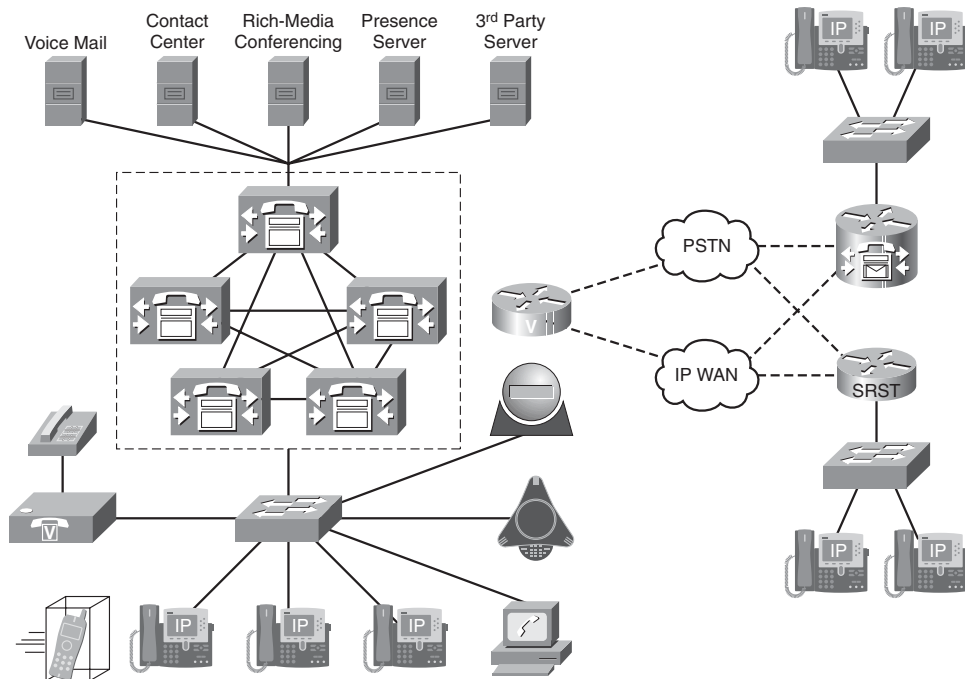 Voice Mail
Contact
Center
Rich-Media
Conferencing
Presence
Server
3rd Party
Server
IP
IP
PSTN
V
IP WAN
SRST
V
IP
IP
IP
IP
IP